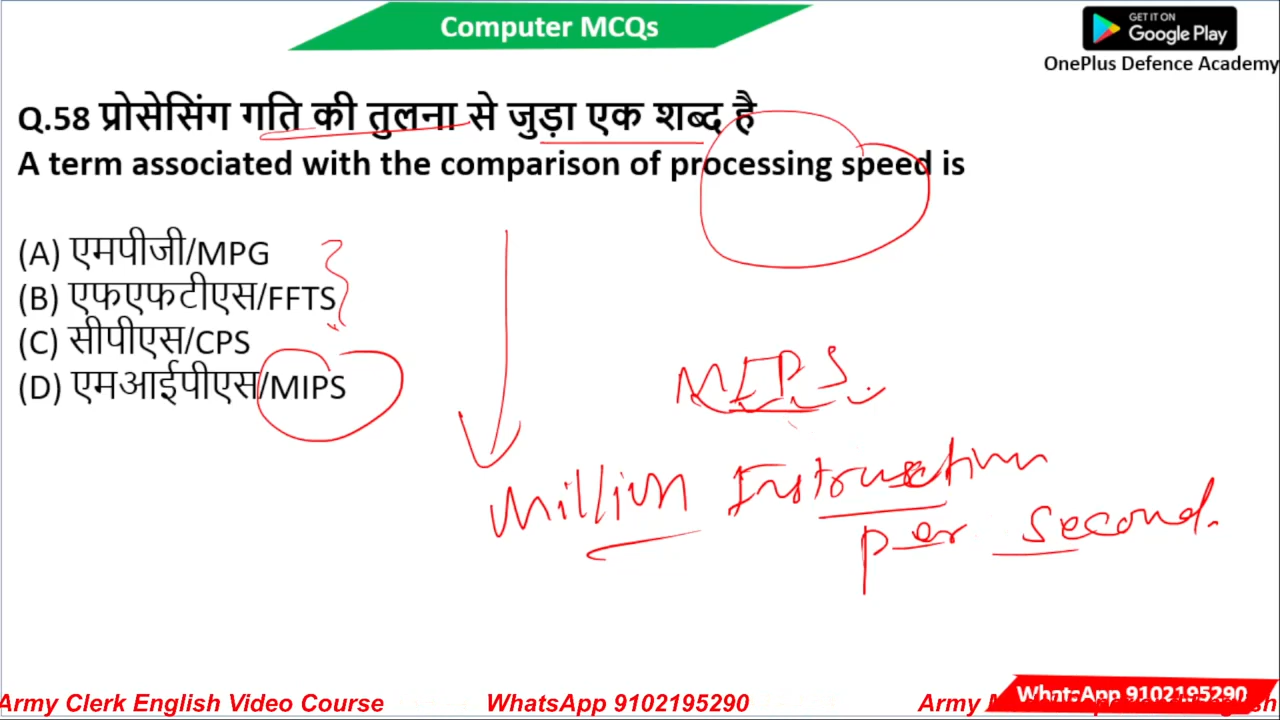 Computer MCQs
GET IT ON
Google Play
OnePlus Defence Academy
Q.58 प्रोसेसिंग गति की तुलना से जुड़ा एक शब्द है
A term associated with the comparison of processing speed is
(A) एमपीजी/MPG
(B) एफएफटीएस/FFTS
(C) सीपीएस/CPS
(D) एमआईपीएस/MIPS
MIPS.
Million Instruction
per second.
Army Clerk English Video Course
WhatsApp 9102195290
Army
WhatsApp 9102195290